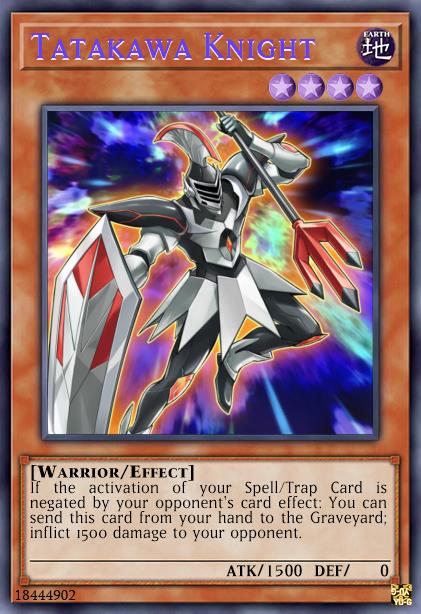 Tatakawa Knight
EARTH
地
[Warrior/Effect]
If the activation of your Spell/Trap Card is
negated by your opponent's card effect: You can
send this card from your hand to the Graveyard;
inflict 1500 damage to your opponent.
ATK/1500 DEF/ 0
18444902